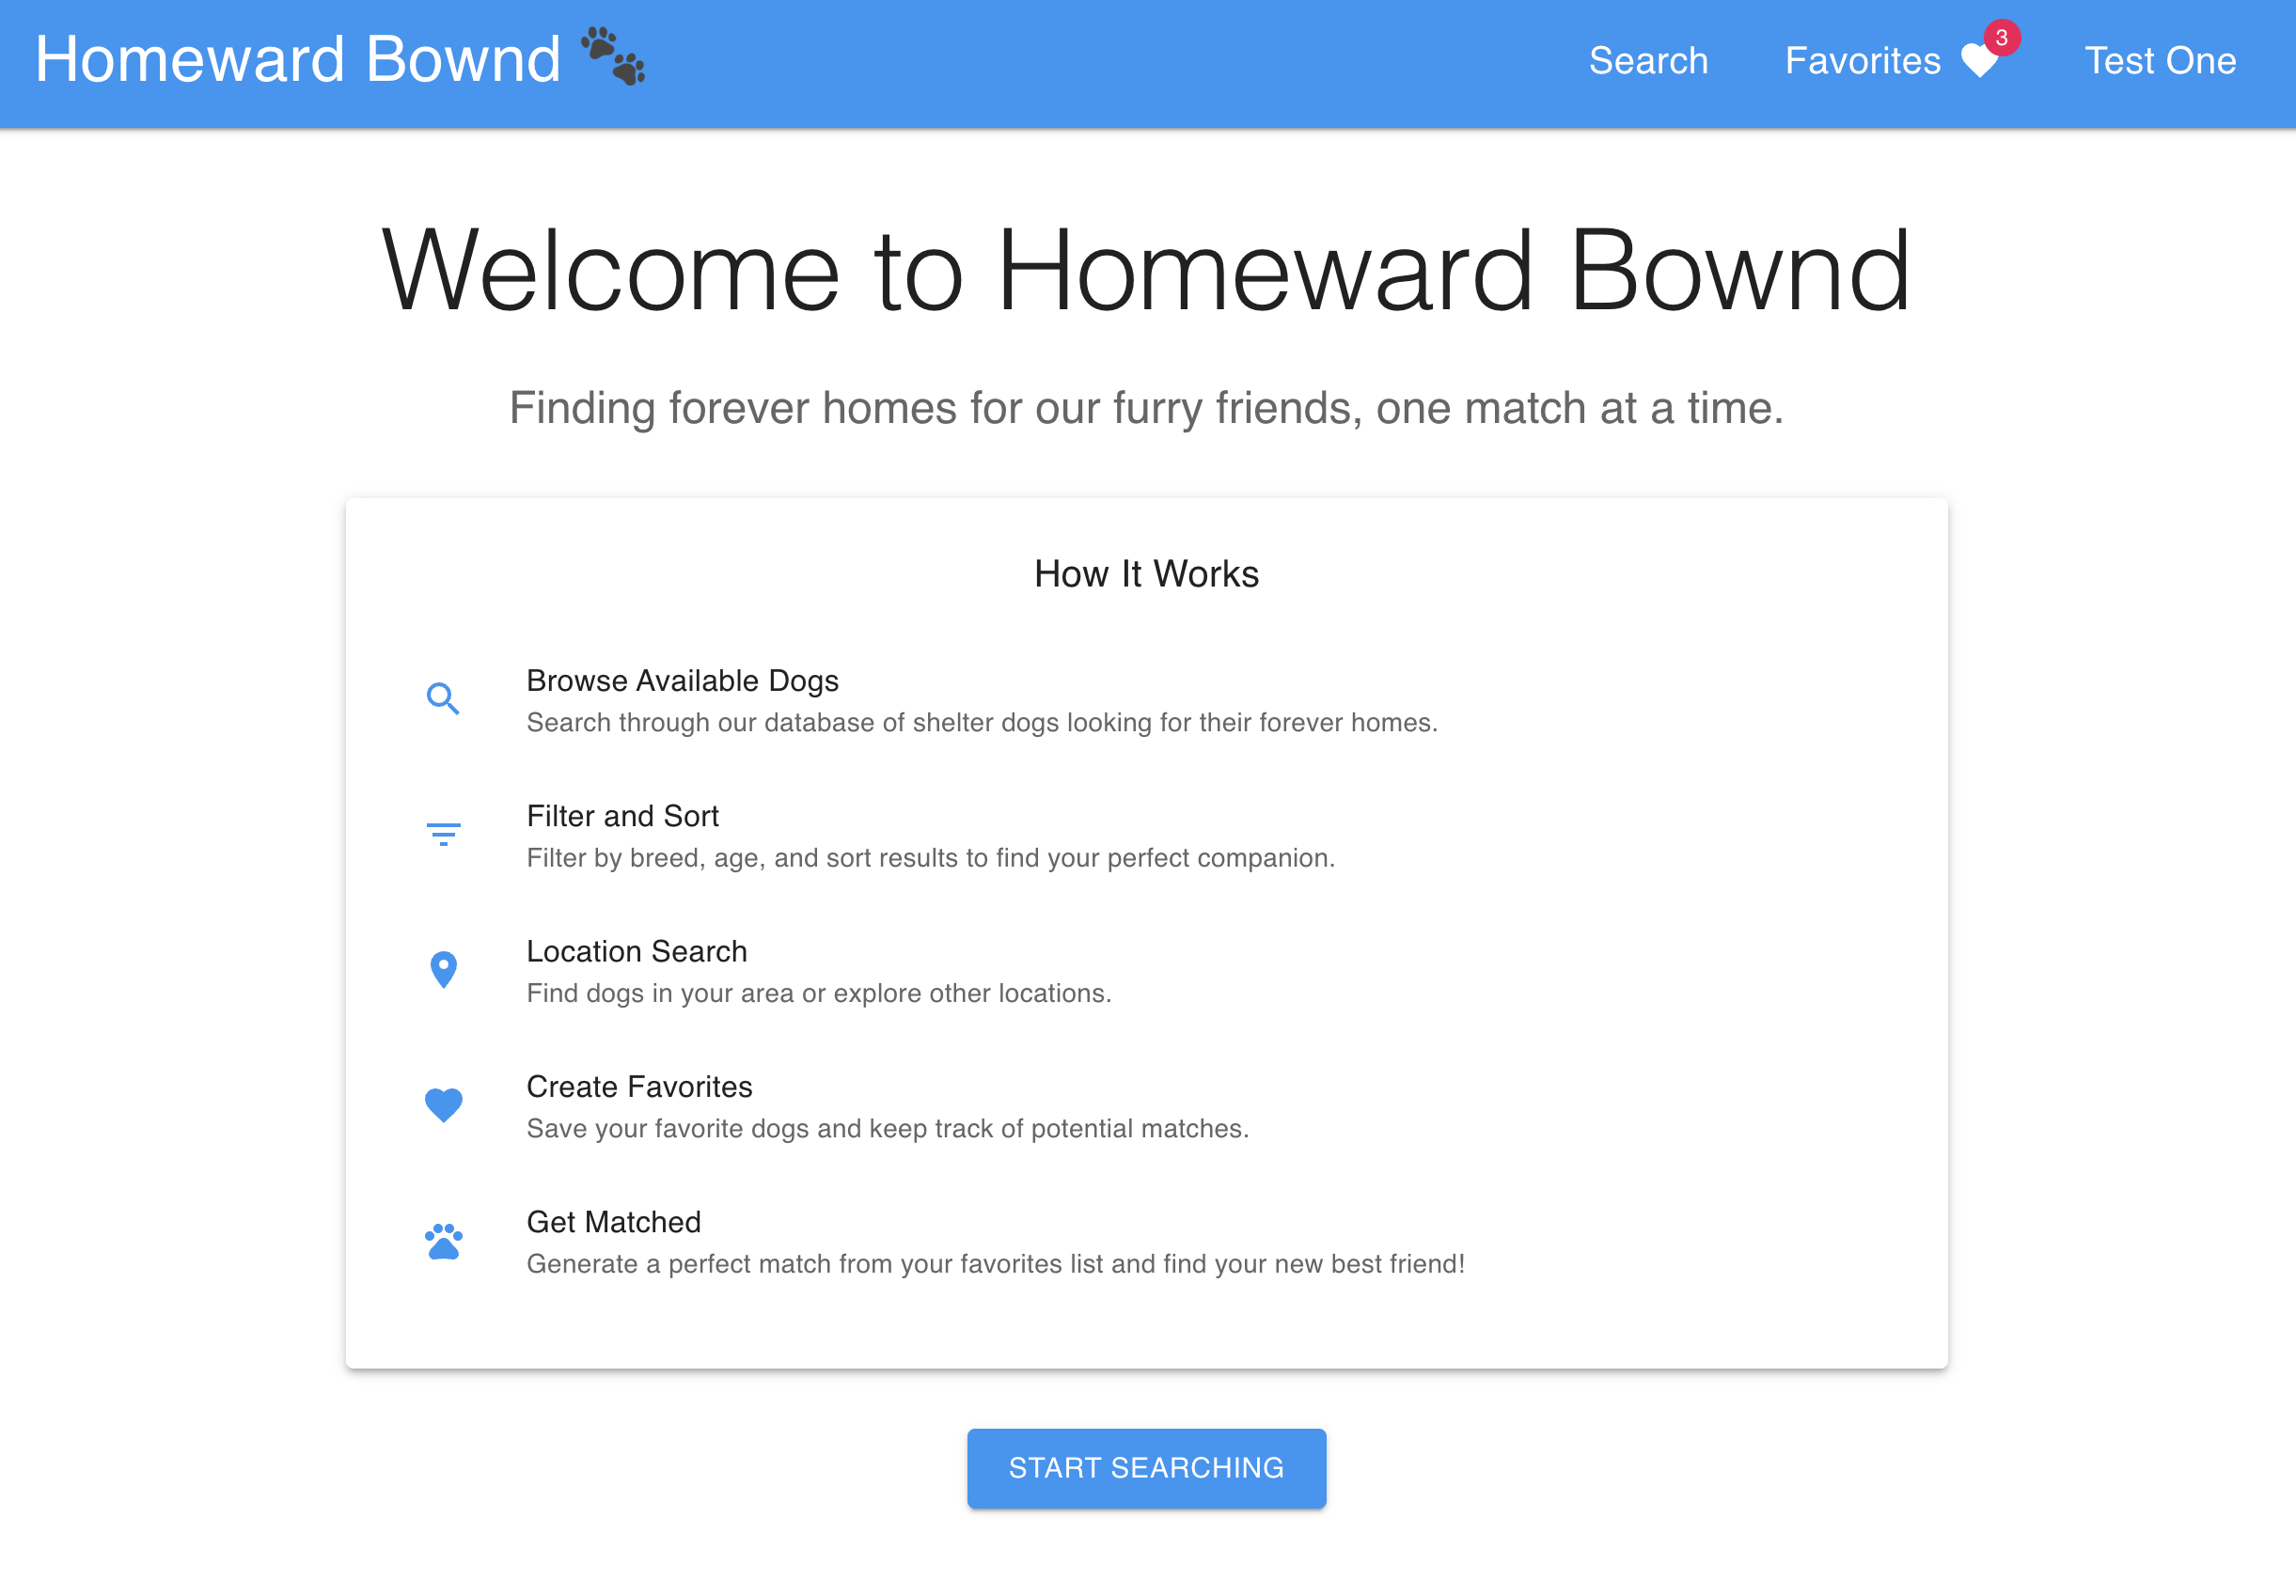 Homeward Bownd
Search
Favorites
3
Test One
Welcome to Homeward Bownd
Finding forever homes for our furry friends, one match at a time.
How It Works
Browse Available Dogs
Search through our database of shelter dogs looking for their forever homes.
Filter and Sort
Filter by breed, age, and sort results to find your perfect companion.
Location Search
Find dogs in your area or explore other locations.
Create Favorites
Save your favorite dogs and keep track of potential matches.
Get Matched
Generate a perfect match from your favorites list and find your new best friend!
START SEARCHING